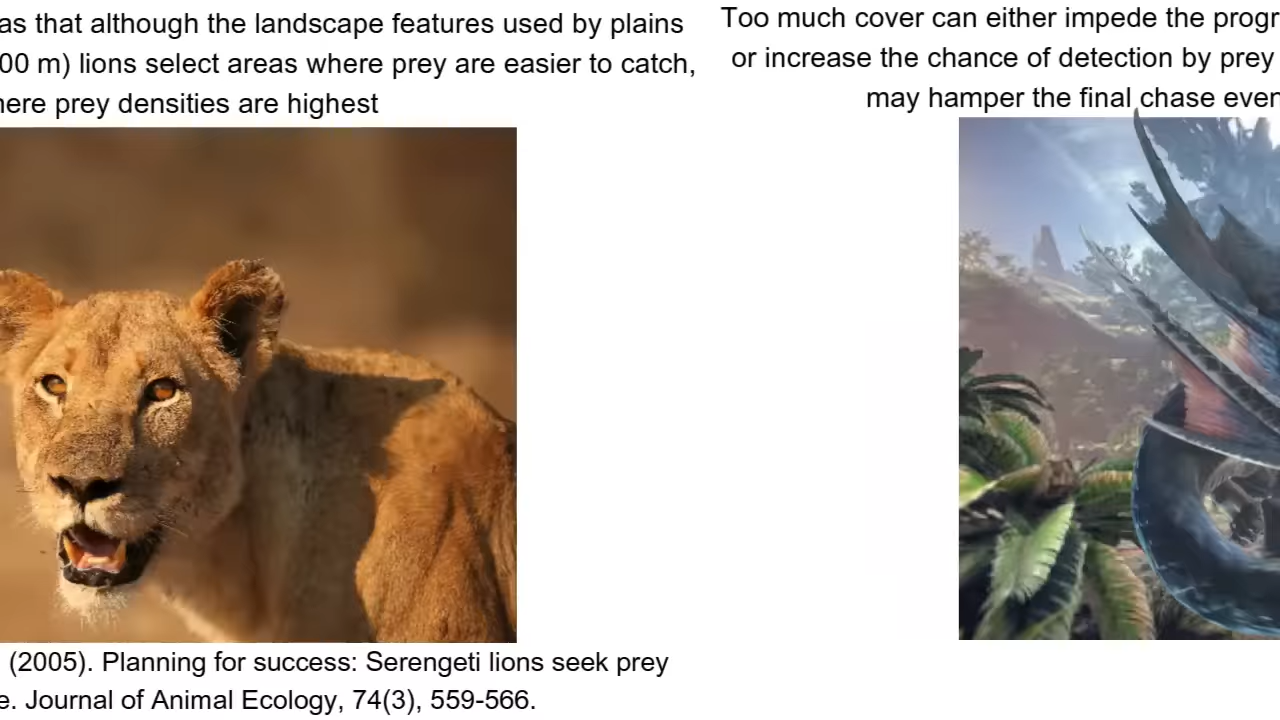 as that although the landscape features used by plains
00 m) lions select areas where prey are easier to catch,
here prey densities are highest
Too much cover can either impede the progr
or increase the chance of detection by prey
may hamper the final chase even
(2005). Planning for success: Serengeti lions seek prey
e. Journal of Animal Ecology, 74(3), 559-566.